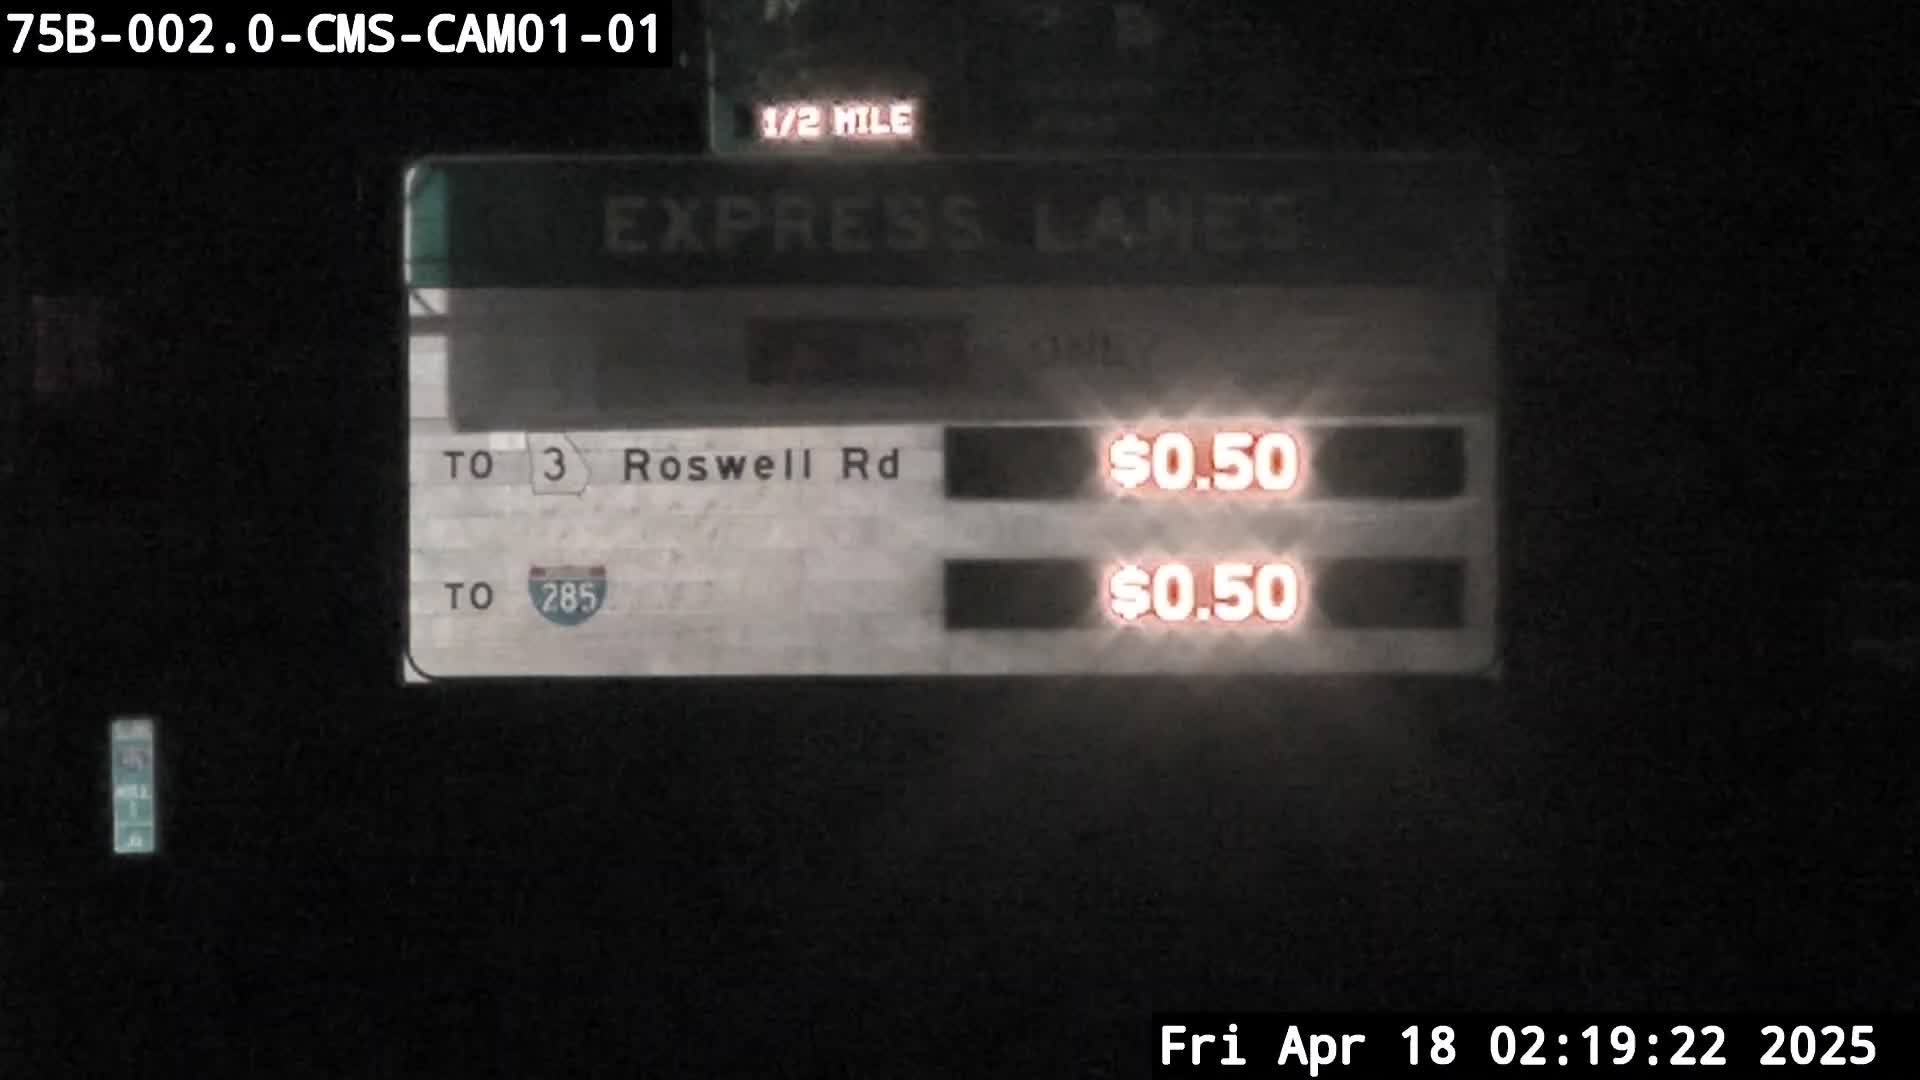 75B-002.0-CMS-CAM01-01
1/2 MILE
EXPRESS LANES
ONLY
TO 3 Roswell Rd $0.50
TO 285 $0.50
Fri Apr 18 02:19:22 2025